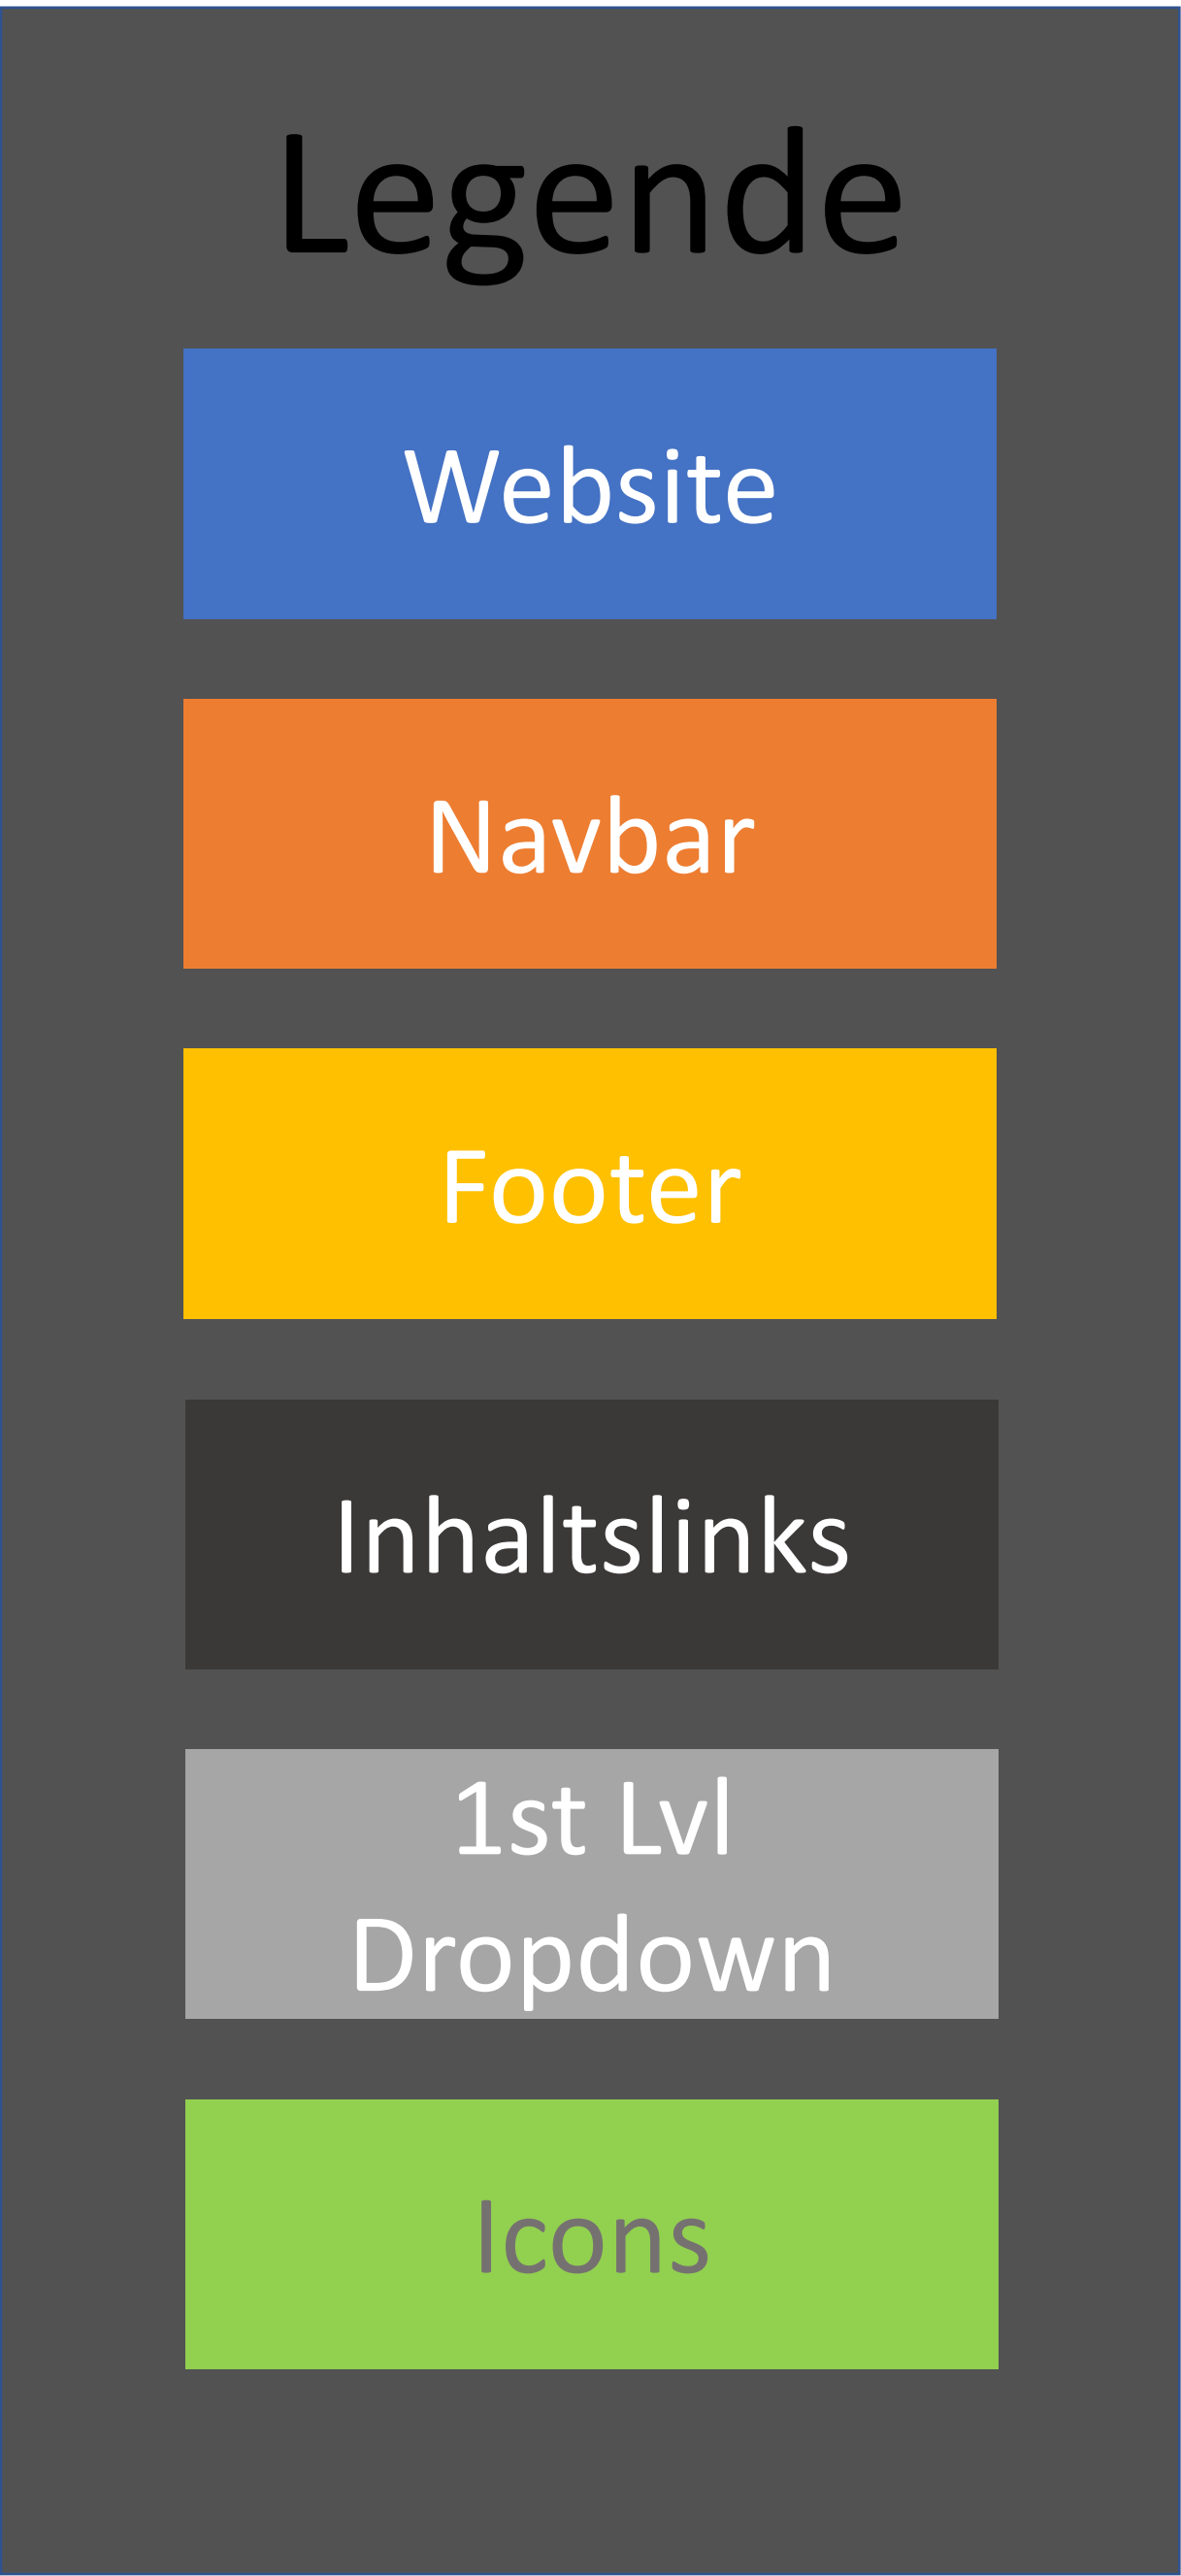 Legende
Website
Navbar
Footer
Inhaltslinks
1st Lvl
Dropdown
Icons